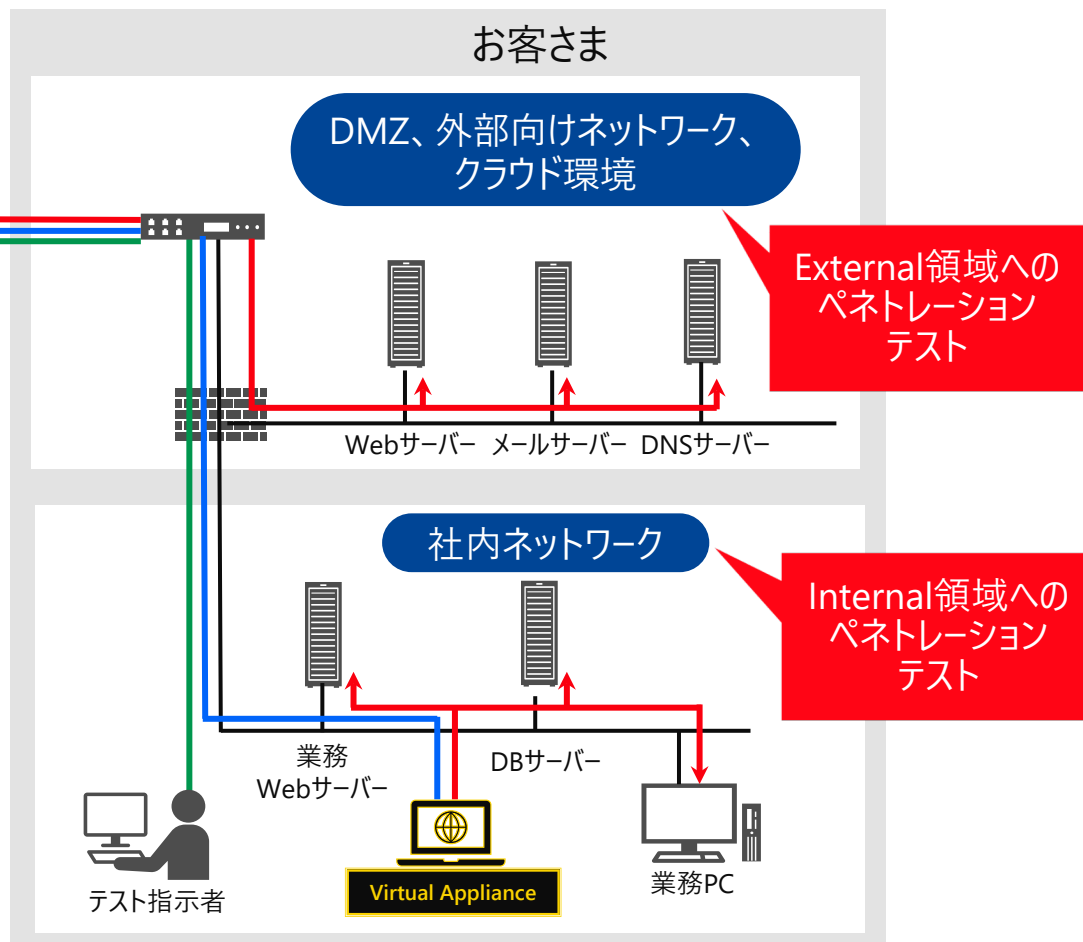 お客さま
DMZ、外部向けネットワーク、
クラウド環境
External領域への
ペネトレーション
テスト
Webサーバー
メールサーバー
DNSサーバー
社内ネットワーク
Internal領域への
ペネトレーション
テスト
業務
Webサーバー
DBサーバー
テスト指示者
Virtual Appliance
業務PC